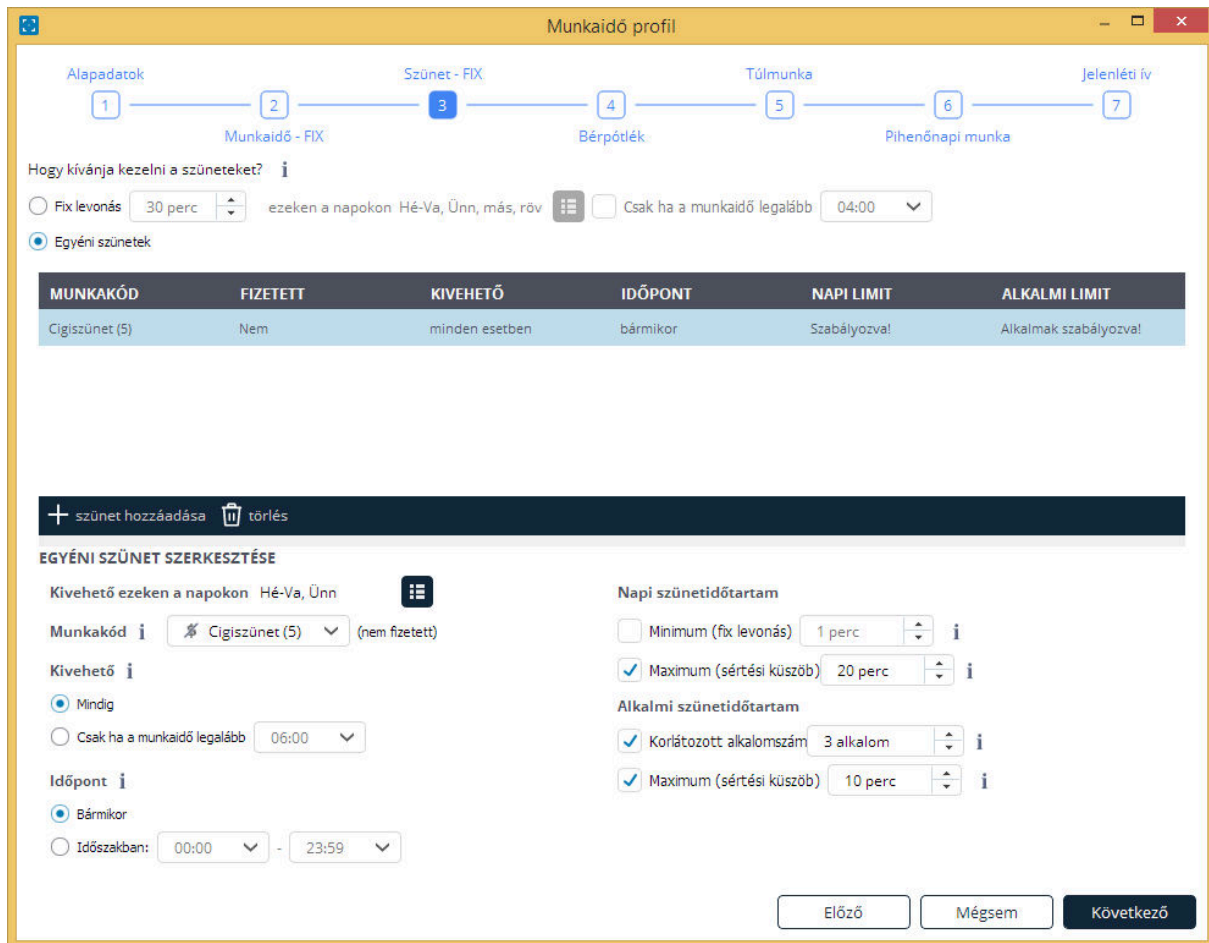 Munkaidó profil
Alapadatok Szünet - FIX Túlmunka Jelenléti ív
1 2 3 4 5 6 7
Munkaidő - FIX Bérpótlék Pihenőnapi munka
Hogy kívánja kezelni a szüneteket? i
Fix levonás 30 perc ezeken a napokon Hé-Va, Ünn, más, röv Csak ha a munkaidő legalább 04:00
Egyéni szünetek
MUNKAKÓD FIZETETT KIVEHETŐ IDŐPONT NAPI LIMIT ALKALMI LIMIT
Cigiszünet (5) Nem minden esetben bármikor Szabályozva! Alkalmak szabályozva!
szünet hozzáadása törlés
EGYÉNI SZÜNET SZERKESZTÉSE
Kivehető ezeken a napokon Hé-Va, Ünn
Munkakód i Cigiszünet (5) (nem fizetett)
Kivehető i
Mindig
Csak ha a munkaidő legalább 06:00
Időpont i
Bármikor
Időszakban: 00:00 - 23:59
Napi szünetidőtartam
Minimum (fix levonás) 1 perc i
Maximum (sértési küszöb) 20 perc i
Alkalmi szünetidőtartam
Korlátozott alkalomszám 3 alkalom i
Maximum (sértési küszöb) 10 perc i
Előző Mégsem Következő